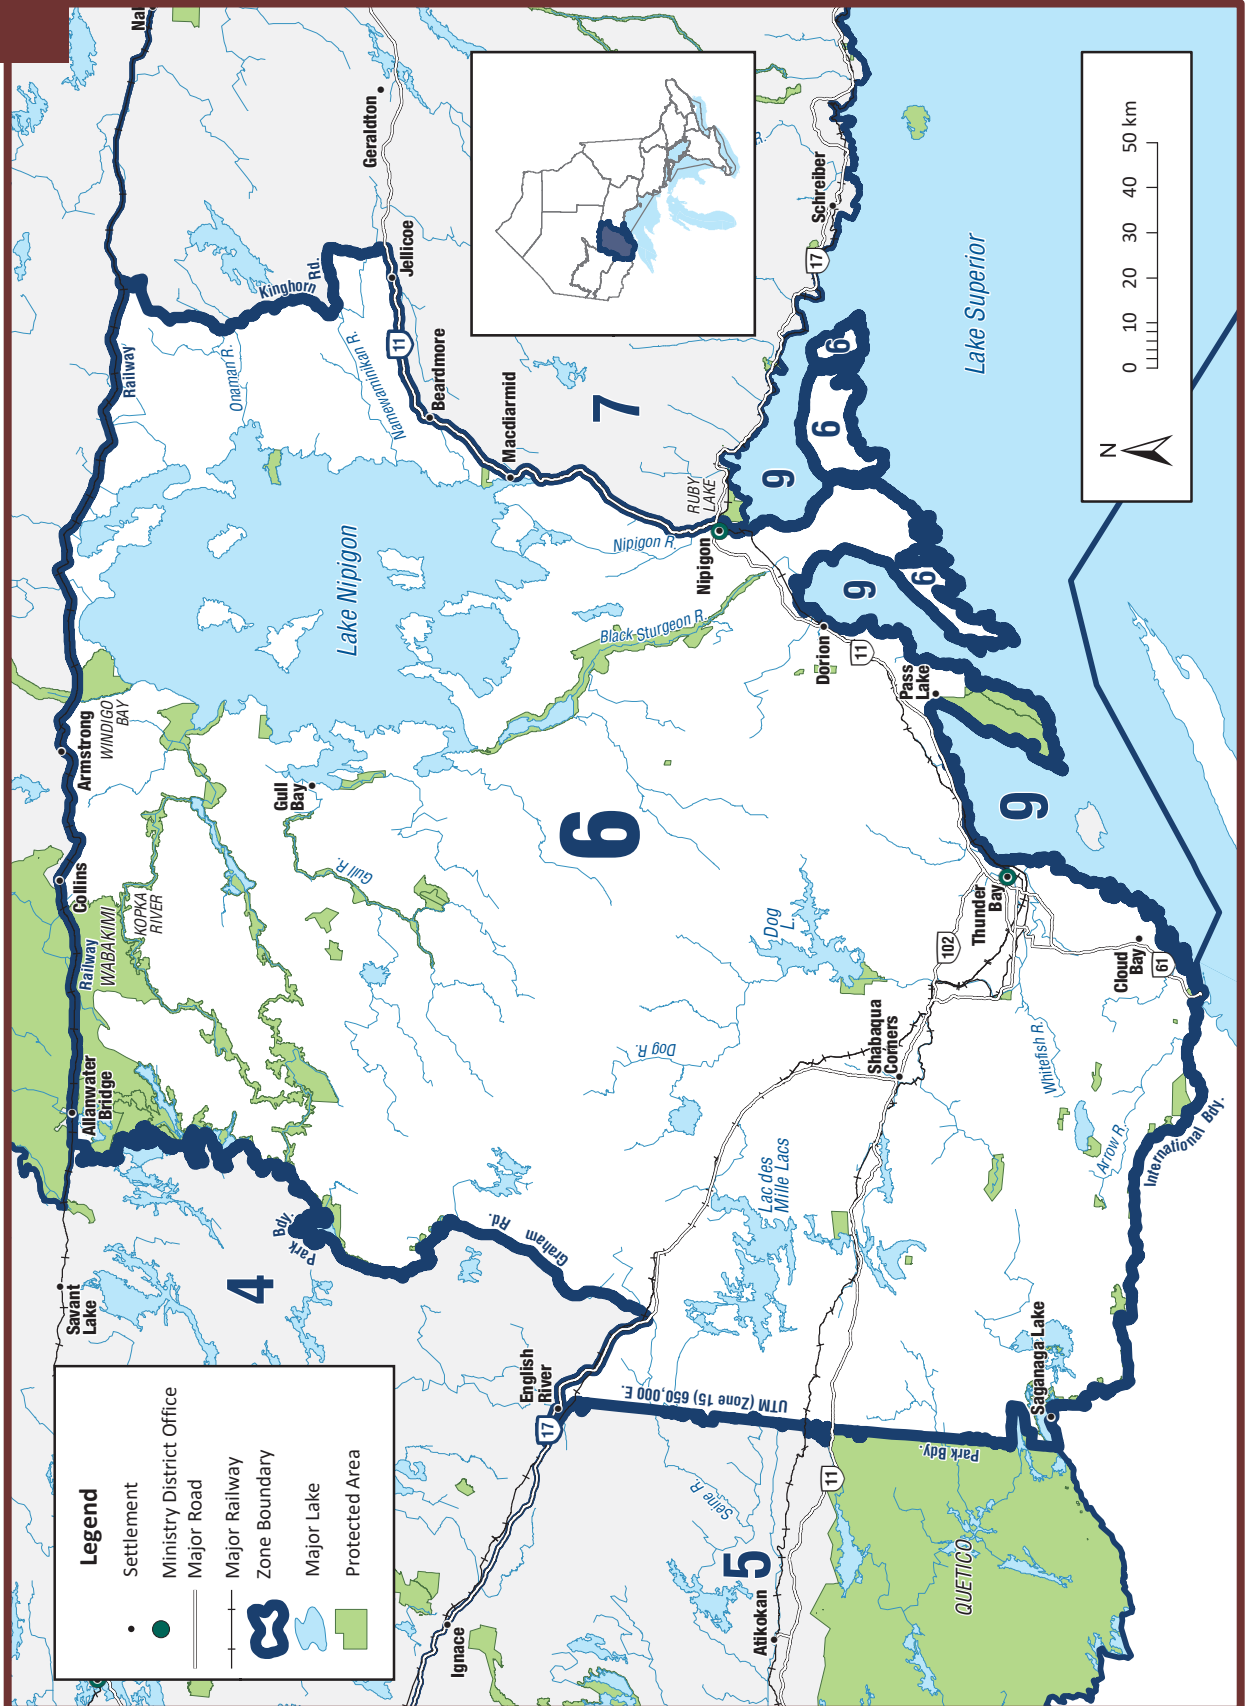 Savant
Lake
Allanwater
Bridge
Railway
WABAKIMI
Collins
KOPKA
RIVER
Armstrong
WINDIGO
BAY
Railway
Onaman R.
Kinghorn
Rd.
Jellicoe
Geraldton
Namewaminikan R.
11
Beardmore
Macdiarmid
7
Lake Nipigon
Gull
Bay
Gull R.
Nipigon R.
RUBY
LAKE
Nipigon
Black Sturgeon R.
Schreiber
17
Lake Superior
9
6
6
9
6
Dorion
11
Pass
Lake
9
6
4
Park
Bdy.
Graham
Rd.
English
River
17
Ignace
UTM (Zone 15) 650,000 E.
Lac des
Mille Lacs
Dog R.
Dog
L.
Shabaqua
Corners
102
Thunder
Bay
Cloud
Bay
61
Whitefish R.
Arrow R.
International Bdy.
Saganaga Lake
Park Bdy.
11
Seine R.
5
Atikokan
QUETICO
Legend
Settlement
Ministry District Office
Major Road
Major Railway
Zone Boundary
Major Lake
Protected Area
N
0 10 20 30 40 50 km